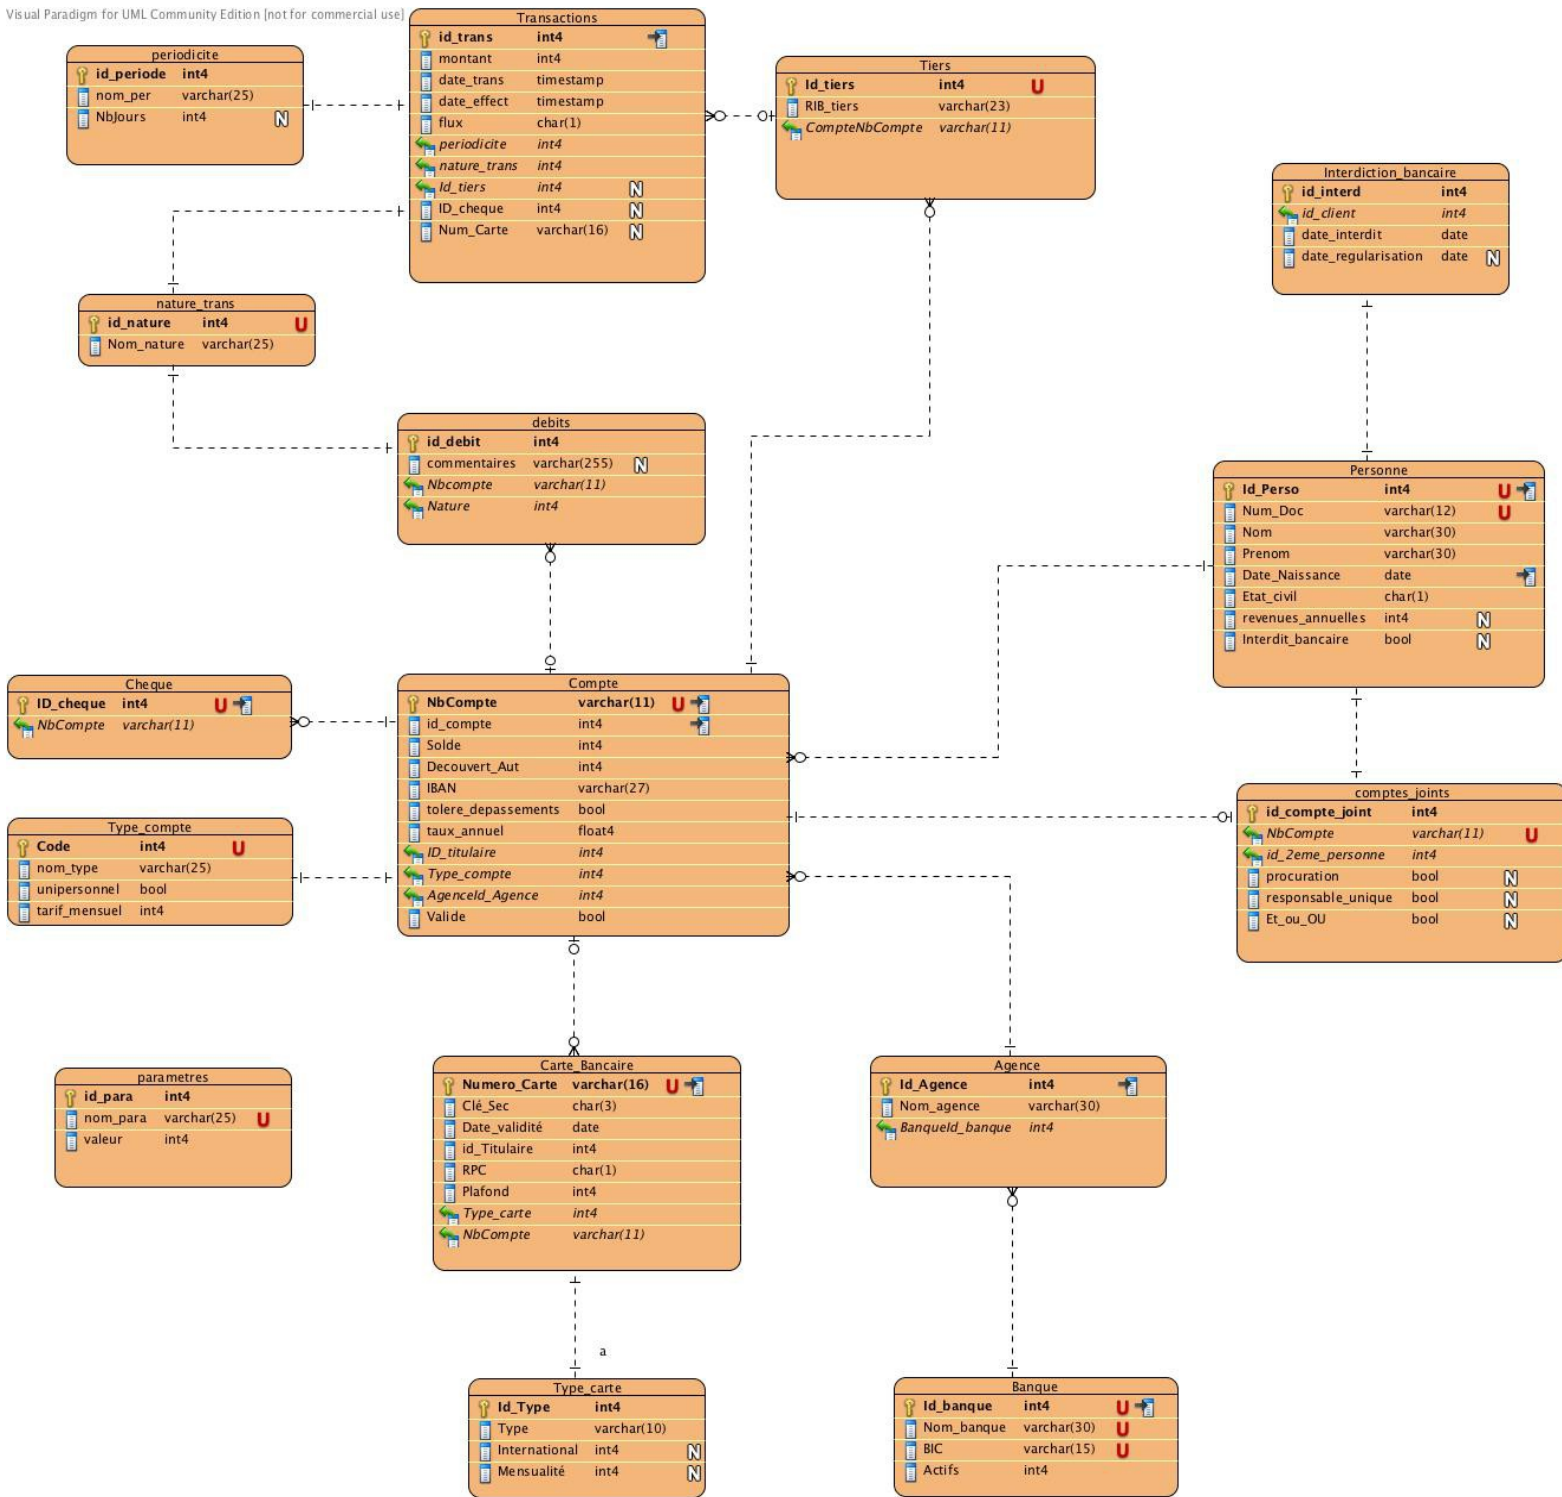 Visual Paradigm for UML Community Edition [not for commercial use]
Transactions
id_trans int4
montant int4
date_trans timestamp
date_effect timestamp
flux char(1)
periodicite int4
nature_trans int4
Id_tiers int4 N
ID_cheque int4 N
Num_Carte varchar(16) N
periodicite
id_periode int4
nom_per varchar(25)
NbJours int4 N
Tiers
Id_tiers int4 U
RIB_tiers varchar(23)
CompteNbCompte varchar(11)
Interdiction_bancaire
id_interd int4
id_client int4
date_interdit date
date_regularisation date N
nature_trans
id_nature int4 U
Nom_nature varchar(25)
debits
id_debit int4
commentaires varchar(255) N
Nbcompte varchar(11)
Nature int4
Personne
Id_Perso int4 U
Num_Doc varchar(12) U
Nom varchar(30)
Prenom varchar(30)
Date_Naissance date
Etat_civil char(1)
revenues_annuelles int4 N
Interdit_bancaire bool N
Cheque
ID_cheque int4 U
NbCompte varchar(11)
Compte
NbCompte varchar(11) U
id_compte int4
Solde int4
Decouvert_Aut int4
IBAN varchar(27)
tolere_depassements bool
taux_annuel float4
ID_titulaire int4
Type_compte int4
AgenceId_Agence int4
Valide bool
comptes_joints
id_compte_joint int4
NbCompte varchar(11) U
id_2eme_personne int4
procuration bool N
responsable_unique bool N
Et_ou_OU bool N
Type_compte
Code int4 U
nom_type varchar(25)
unipersonnel bool
tarif_mensuel int4
parametres
id_para int4
nom_para varchar(25) U
valeur int4
Carte_Bancaire
Numero_Carte varchar(16) U
Clé_Sec char(3)
Date_validité date
id_Titulaire int4
RPC char(1)
Plafond int4
Type_carte int4
NbCompte varchar(11)
Agence
Id_Agence int4
Nom_agence varchar(30)
BanqueId_banque int4
a
Type_carte
Id_Type int4
Type varchar(10)
International int4 N
Mensualité int4 N
Banque
Id_banque int4 U
Nom_banque varchar(30) U
BIC varchar(15) U
Actifs int4